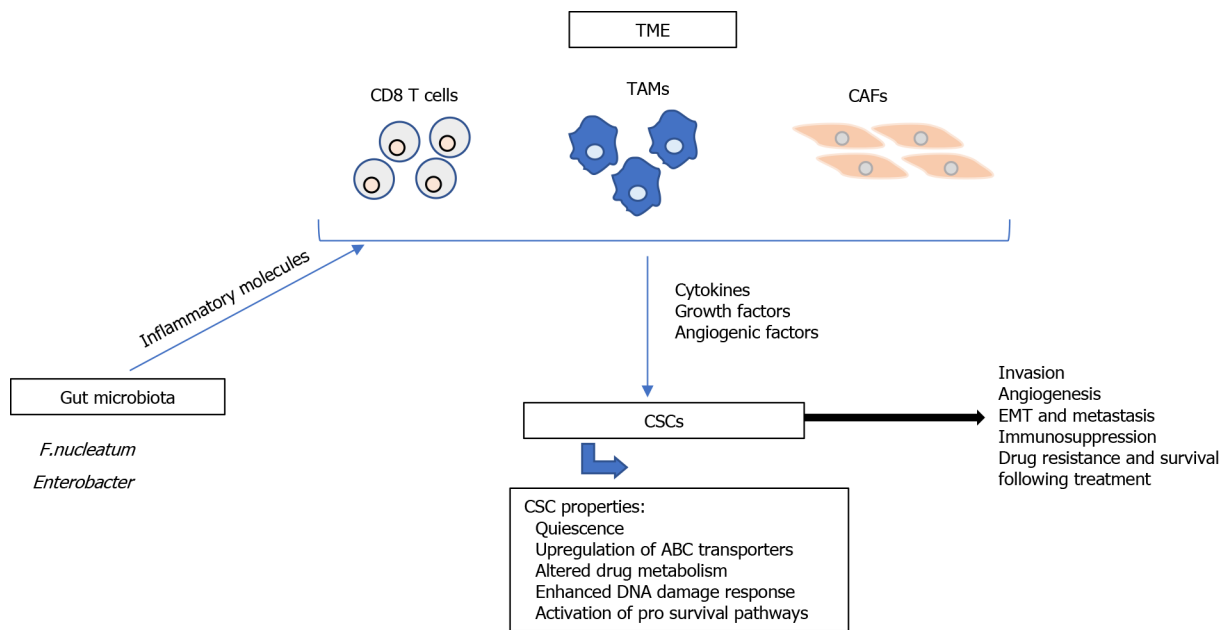 TME
CD8 T cells
TAMs
CAFs
Inflammatory molecules
Cytokines
Growth factors
Angiogenic factors
Gut microbiota
F.nucleatum
Enterobacter
CSCs
Invasion
Angiogenesis
EMT and metastasis
Immunosuppression
Drug resistance and survival
following treatment
CSC properties:
Quiescence
Upregulation of ABC transporters
Altered drug metabolism
Enhanced DNA damage response
Activation of pro survival pathways